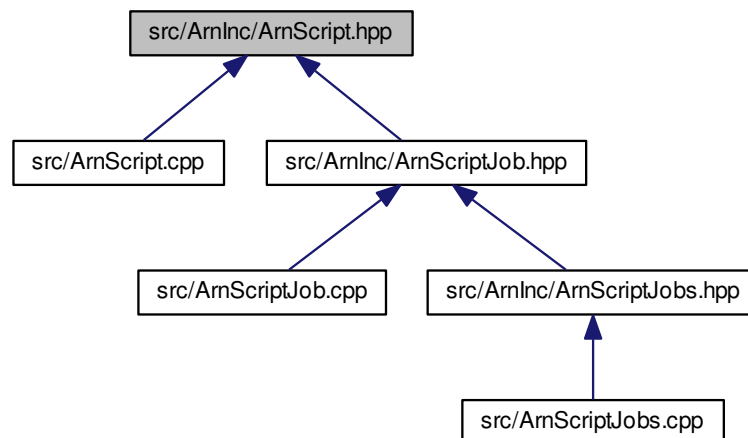 src/ArnInc/ArnScript.hpp
src/ArnScript.cpp
src/ArnInc/ArnScriptJob.hpp
src/ArnScriptJob.cpp
src/ArnInc/ArnScriptJobs.hpp
src/ArnScriptJobs.cpp